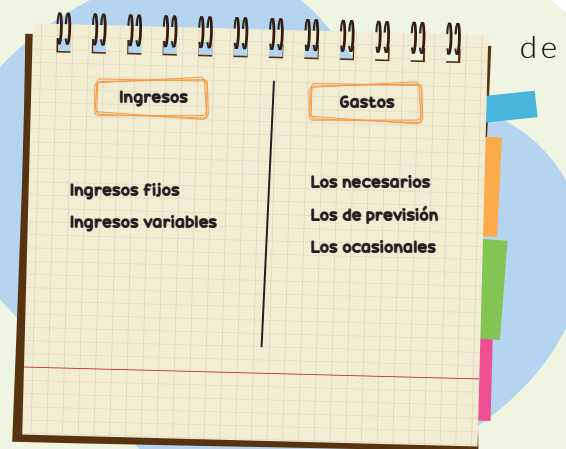 de
Ingresos
Ingresos fijos
Ingresos variables
Gastos
Los necesarios
Los de previsión
Los ocasionales